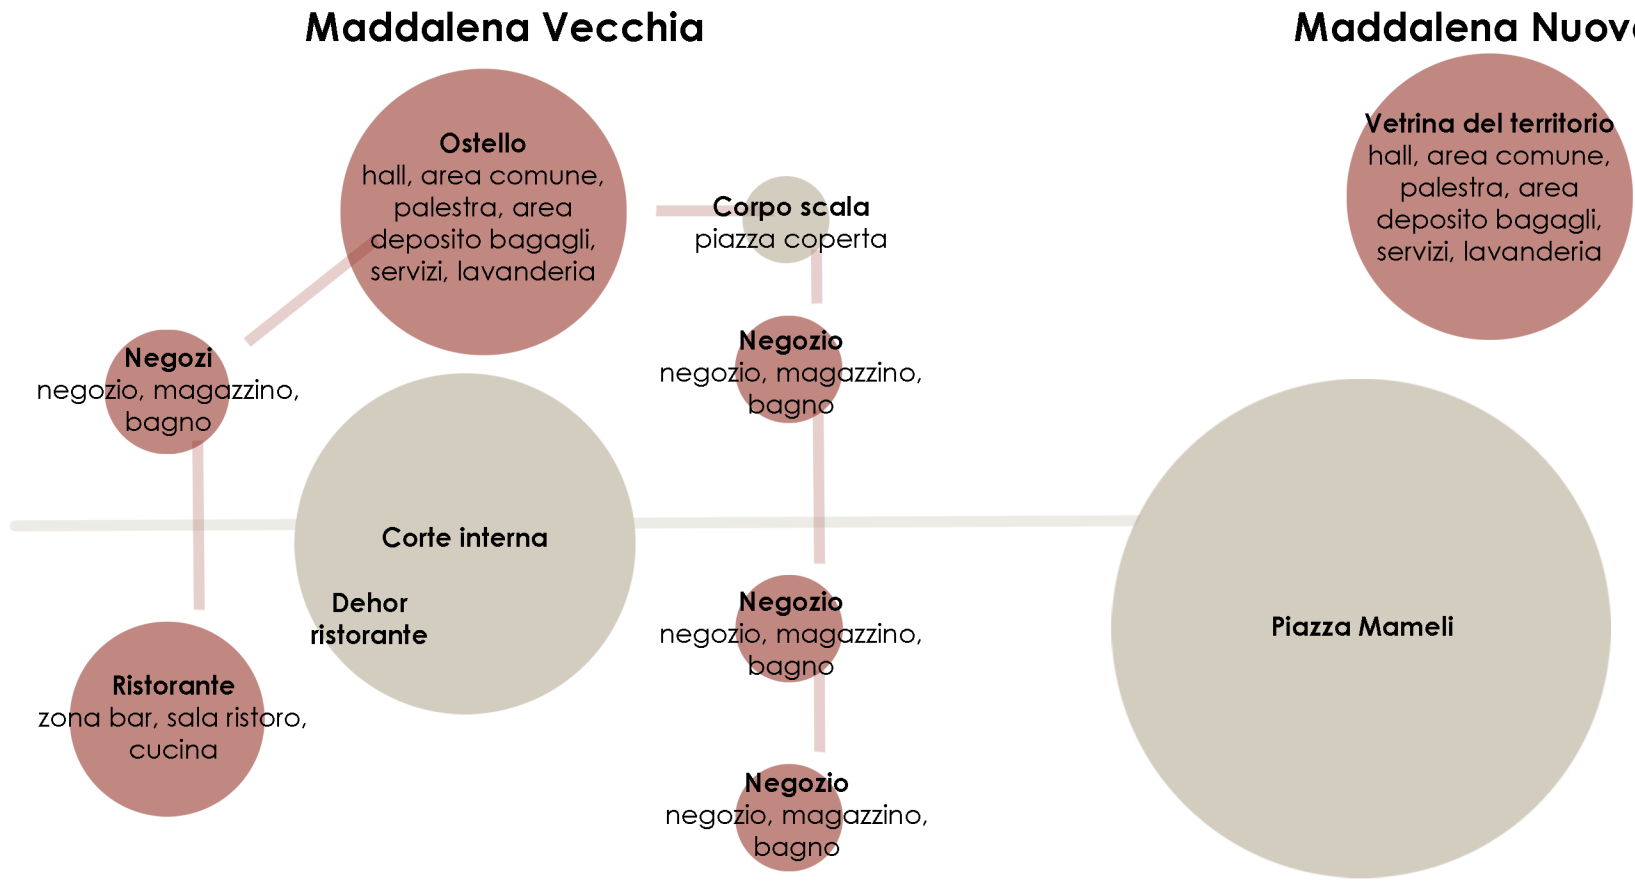 Maddalena Vecchia
Maddalena Nuov
Ostello
hall, area comune,
palestra, area
deposito bagagli,
servizi, lavanderia
Corpo scala
piazza coperta
Vetrina del territorio
hall, area comune,
palestra, area
deposito bagagli,
servizi, lavanderia
Negozi
negozio, magazzino,
bagno
Negozio
negozio, magazzino,
bagno
Corte interna
Dehor
ristorante
Negozio
negozio, magazzino,
bagno
Piazza Mameli
Ristorante
zona bar, sala ristoro,
cucina
Negozio
negozio, magazzino,
bagno